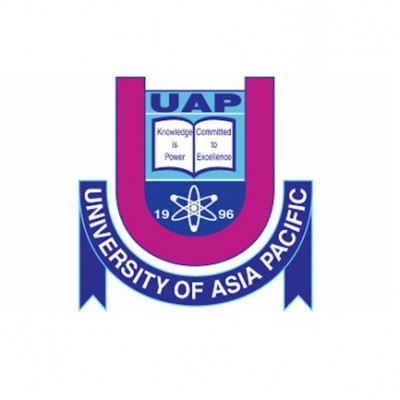 UAP
Knowledge
is
Power
Committed
to
Excellence
19 96
UNIVERSITY OF ASIA PACIFIC